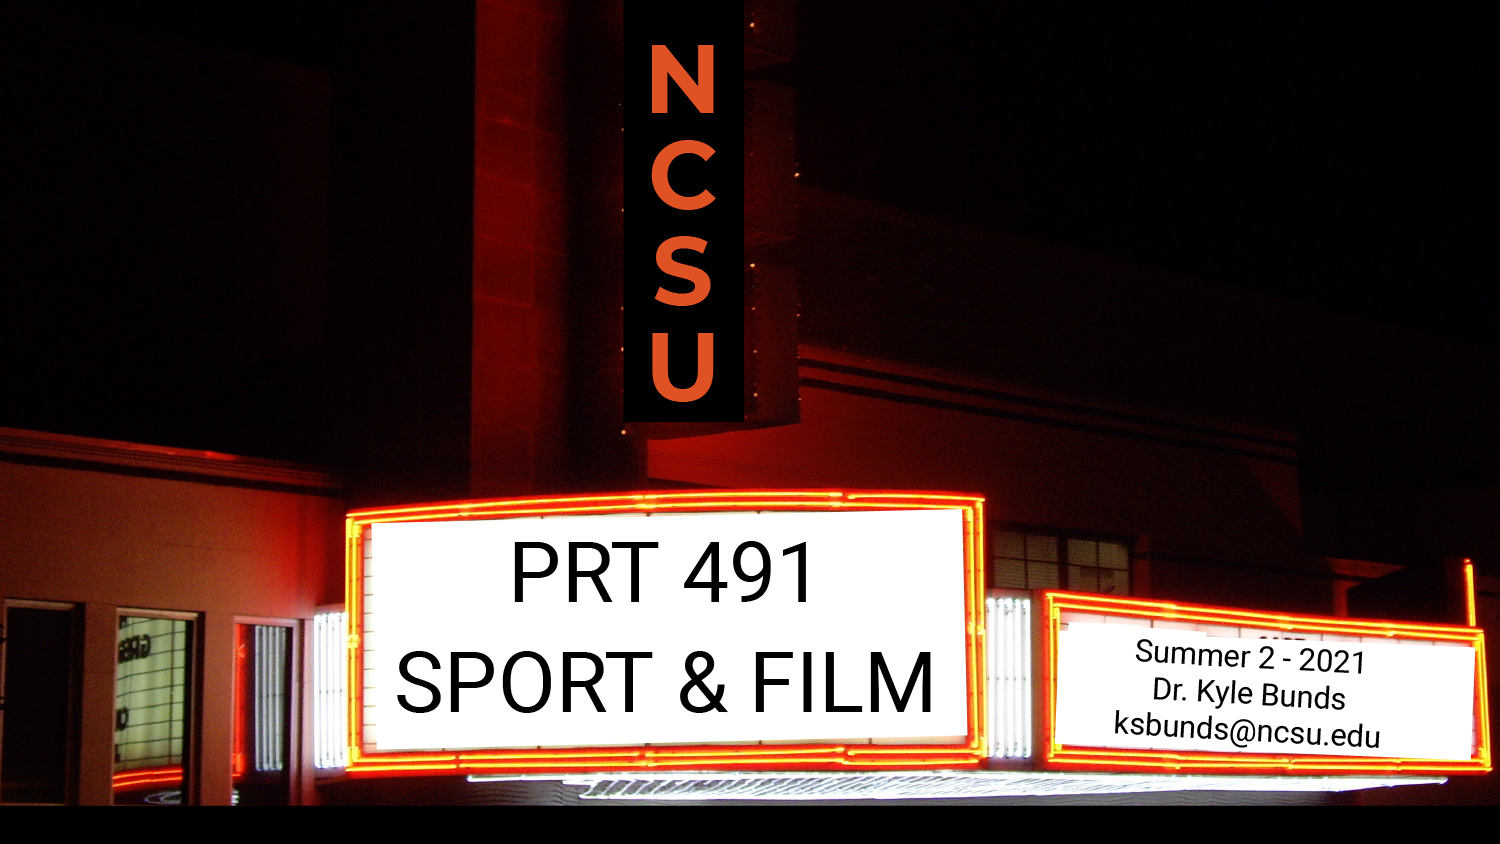 N
C
S
U
PRT 491
SPORT & FILM
Summer 2 - 2021
Dr. Kyle Bunds
ksbunds@ncsu.edu